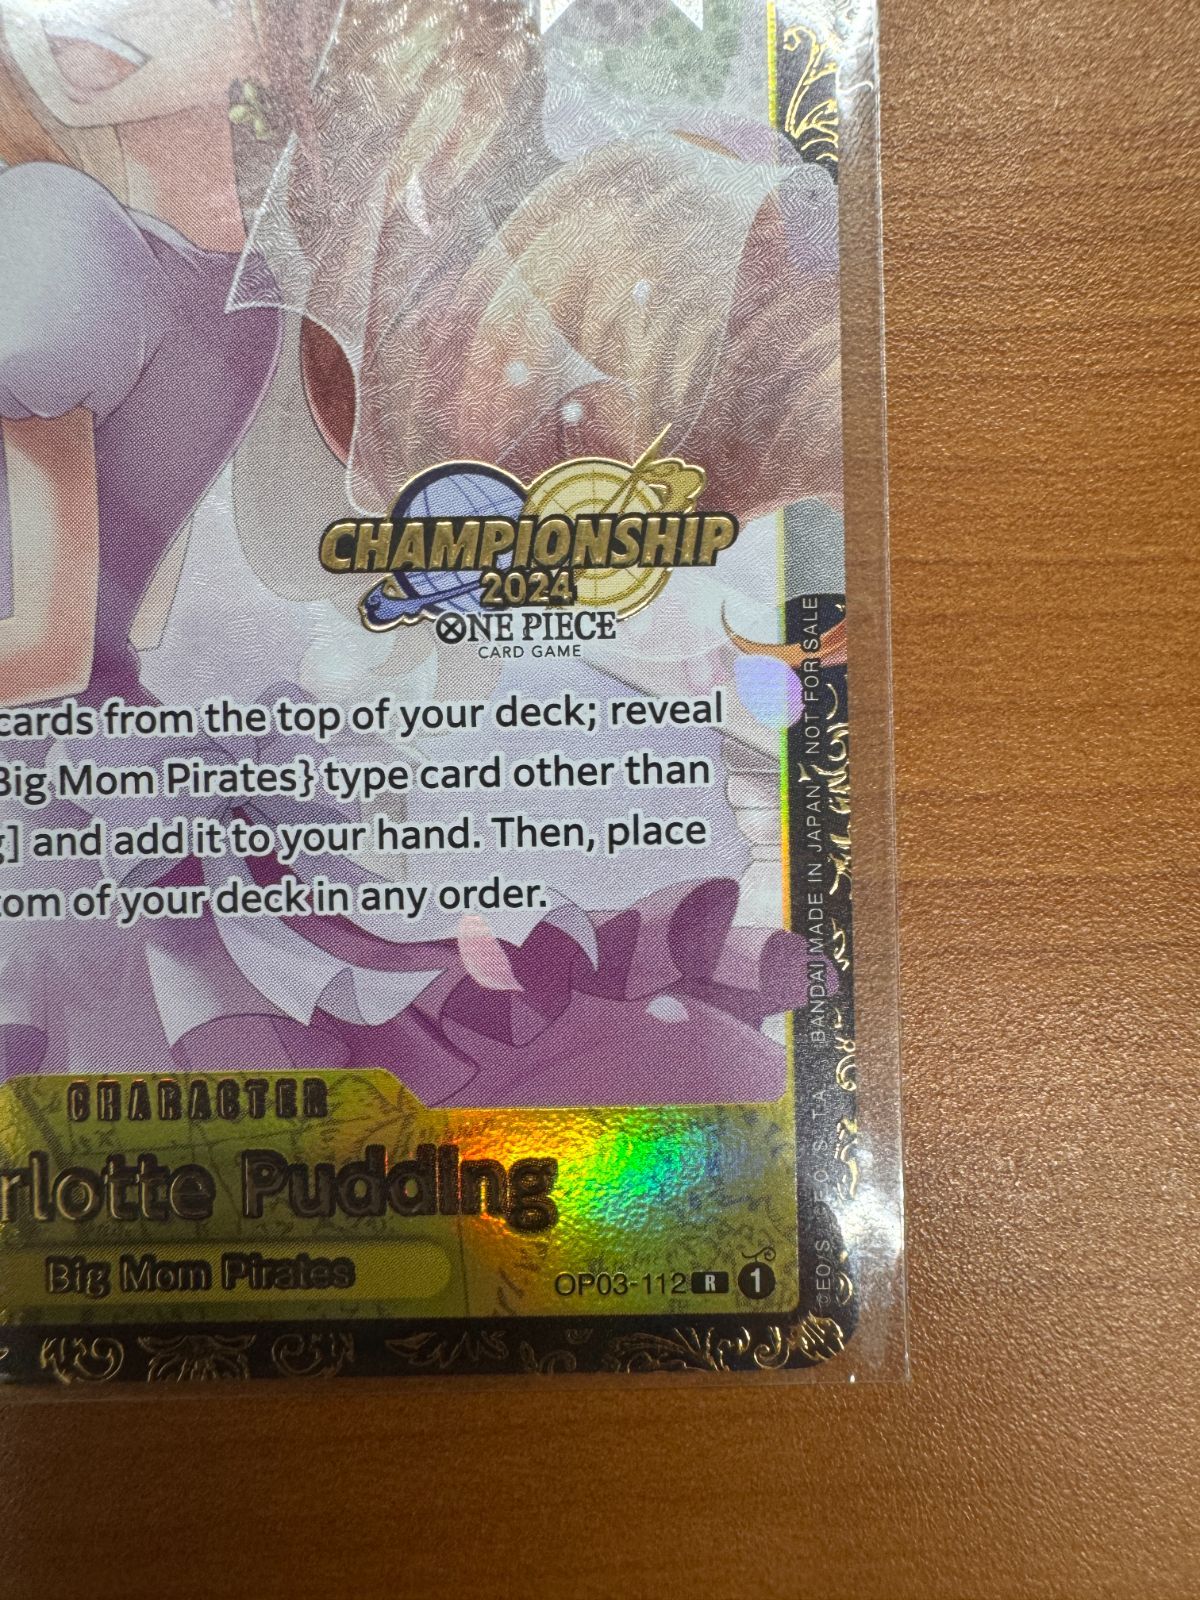 CHAMPIONSHIP
2024
ONE PIECE
CARD GAME
cards from the top of your deck; reveal
Big Mom Pirates} type card other than
g] and add it to your hand. Then, place
tom of your deck in any order.
CHARACTER
rlotte Pudding
Big Mom Pirates
OP03-112 R 1
BANDAI MADE IN JAPAN NOT FOR SALE